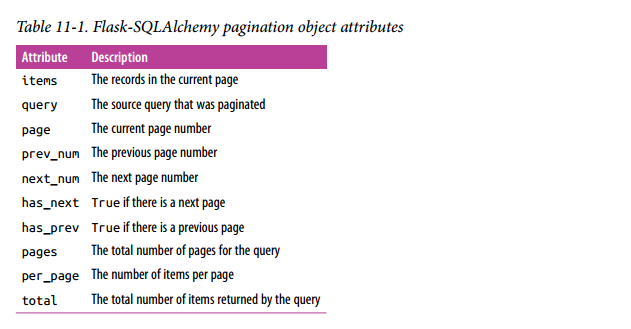 Table 11-1. Flask-SQLAlchemy pagination object attributes
Attribute Description
items The records in the current page
query The source query that was paginated
page The current page number
prev_num The previous page number
next_num The next page number
has_next True if there is a next page
has_prev True if there is a previous page
pages The total number of pages for the query
per_page The number of items per page
total The total number of items returned by the query